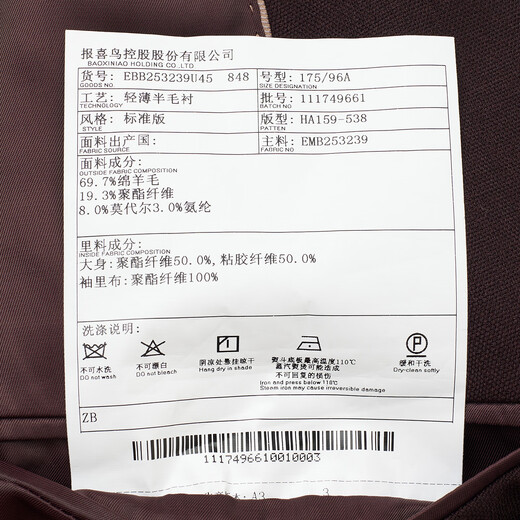 报喜鸟控股股份有限公司
BAOXINIAO HOLDING CO.,LTD
货号: EBB253239U45 848 号型: 175/96A
GOODS NO SIZE DESIGNATION
工艺: 轻薄半毛衬 批号: 111749661
TECHNOLOGY BATCH NO
风格: 标准版 版型: HA159-538
STYLE PATTEN
面料出产国: 主料: EMB253239
FABRIC SOURCE FABRIC NO
面料成分:
OUTSIDE FABRIC COMPOSITION
69.7%绵羊毛
19.3%聚酯纤维
8.0%莫代尔3.0%氨纶
里料成分:
INSIDE FABRIC COMPOSITION
大身: 聚酯纤维50.0%, 粘胶纤维50.0%
袖里布: 聚酯纤维100%
洗涤说明:
不可水洗 不可漂白 阴凉处悬挂晾干 熨斗底板最高温度110℃ 缓和干洗
Do not wash DO not bleach Hang dry in shade 蒸汽熨烫可能造成 Dry-clean softly
不可回复的损伤
Iron and press below 110℃
Steam iron may cause irreversible damage
P
ZB
1117496610010003